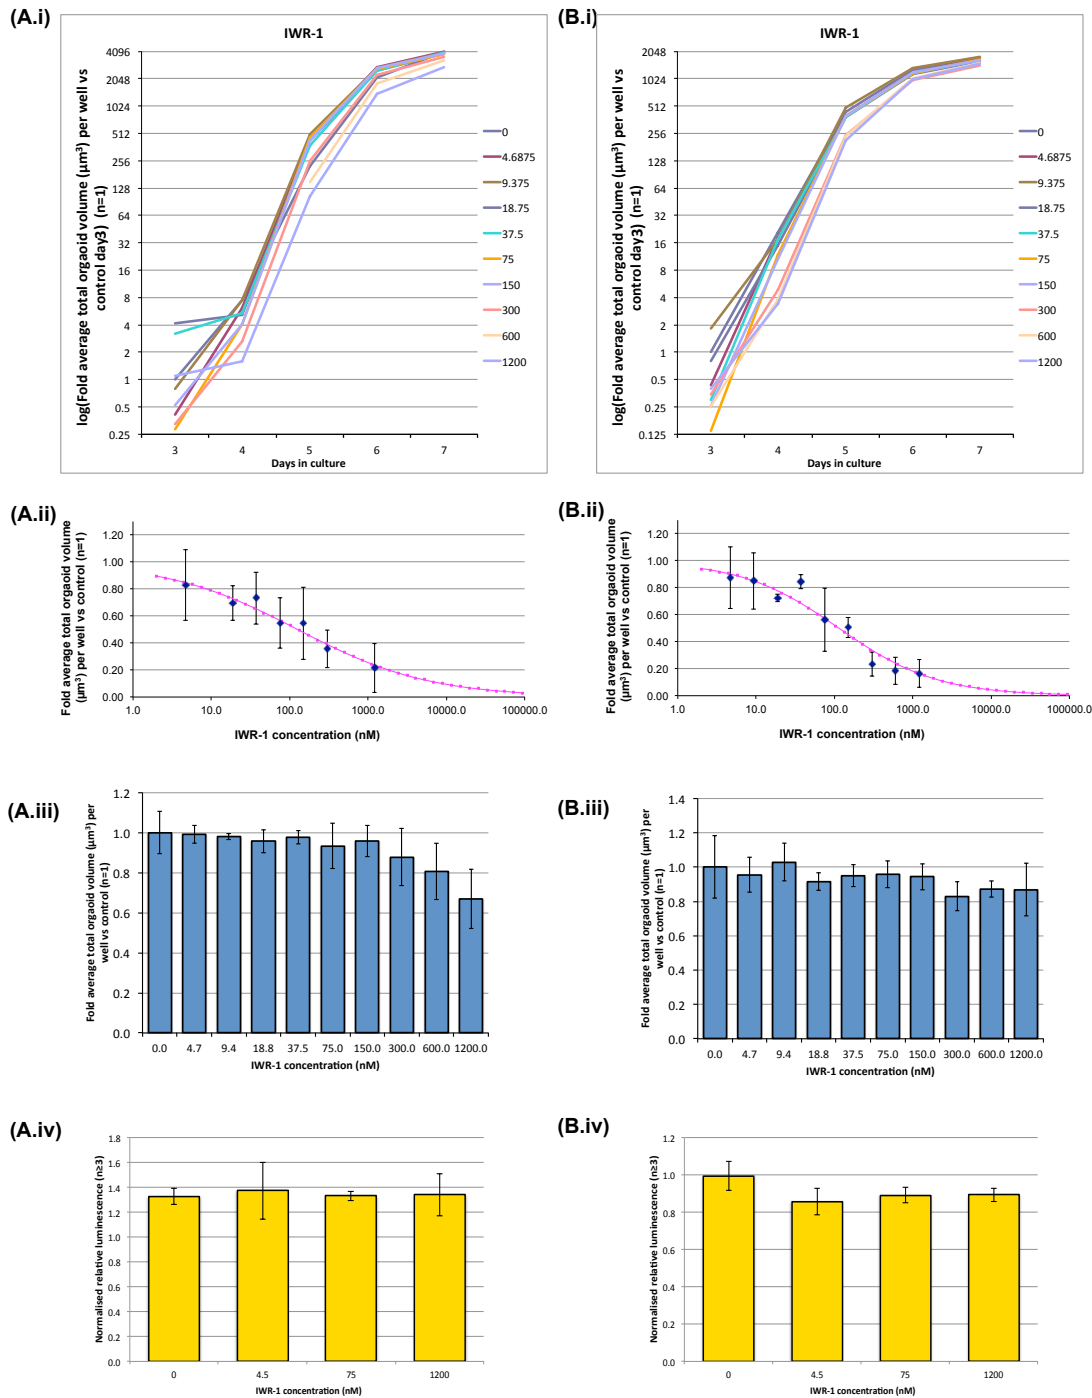 (A.i)
IWR-1
log(Fold average total orgaoid volume (µm³) per well vs
control day3) (n=1)
4096
2048
1024
512
256
128
64
32
16
8
4
2
1
0.5
0.25
3 4 5 6 7
Days in culture
0
4.6875
9.375
18.75
37.5
75
150
300
600
1200
(B.i)
IWR-1
log(Fold average total orgaoid volume (µm³) per well vs
control day3) (n=1)
2048
1024
512
256
128
64
32
16
8
4
2
1
0.5
0.25
0.125
3 4 5 6 7
Days in culture
0
4.6875
9.375
18.75
37.5
75
150
300
600
1200
(A.ii)
Fold average total orgaoid volume
(µm³) per well vs control (n=1)
1.20
1.00
0.80
0.60
0.40
0.20
0.00
1.0 10.0 100.0 1000.0 10000.0 100000.0
IWR-1 concentration (nM)
(B.ii)
Fold average total orgaoid volume
(µm³) per well vs control (n=1)
1.20
1.00
0.80
0.60
0.40
0.20
0.00
1.0 10.0 100.0 1000.0 10000.0 100000.0
IWR-1 concentration (nM)
(A.iii)
Fold average total orgaoid volume (µm³) per
well vs control (n=1)
1.2
1.0
0.8
0.6
0.4
0.2
0.0
0.0 4.7 9.4 18.8 37.5 75.0 150.0 300.0 600.0 1200.0
IWR-1 concentration (nM)
(B.iii)
Fold average total orgaoid volume (µm³) per
well vs control (n=1)
1.4
1.2
1.0
0.8
0.6
0.4
0.2
0.0
0.0 4.7 9.4 18.8 37.5 75.0 150.0 300.0 600.0 1200.0
IWR-1 concentration (nM)
(A.iv)
Normalised relative luminescence (n≥3)
1.8
1.6
1.4
1.2
1.0
0.8
0.6
0.4
0.2
0.0
0 4.5 75 1200
IWR-1 concentration (nM)
(B.iv)
Normalised relative luminescence (n≥3)
1.2
1.0
0.8
0.6
0.4
0.2
0.0
0 4.5 75 1200
IWR-1 concentration (nM)